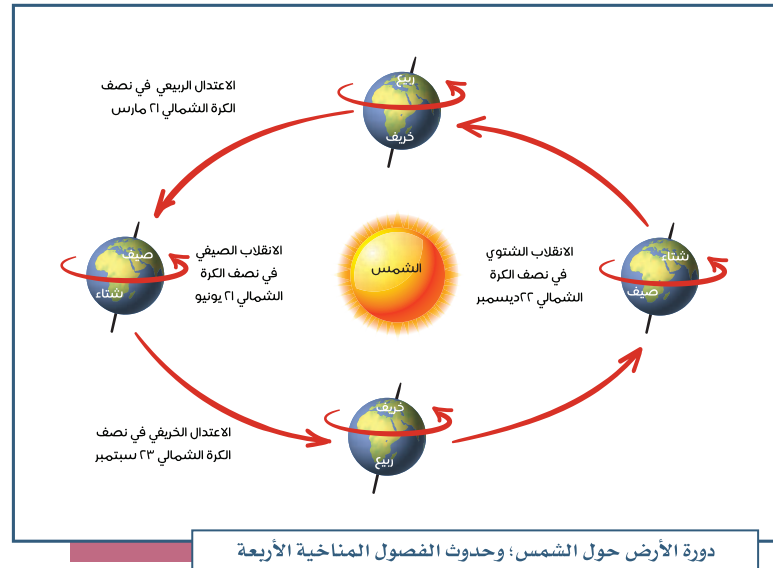 ربيع
خريف
الاعتدال الربيعي في نصف
الكرة الشمالي ٢١ مارس
شتاء
صيف
الانقلاب الشتوي
في نصف الكرة
الشمالي ٢٢ديسمبر
الشمس
الانقلاب الصيفي
في نصف الكرة
الشمالي ٢١ يونيو
صيف
شتاء
خريف
ربيع
الاعتدال الخريفي في نصف
الكرة الشمالي ٢٣ سبتمبر
دورة الأرض حول الشمس؛ وحدوث الفصول المناخية الأربعة